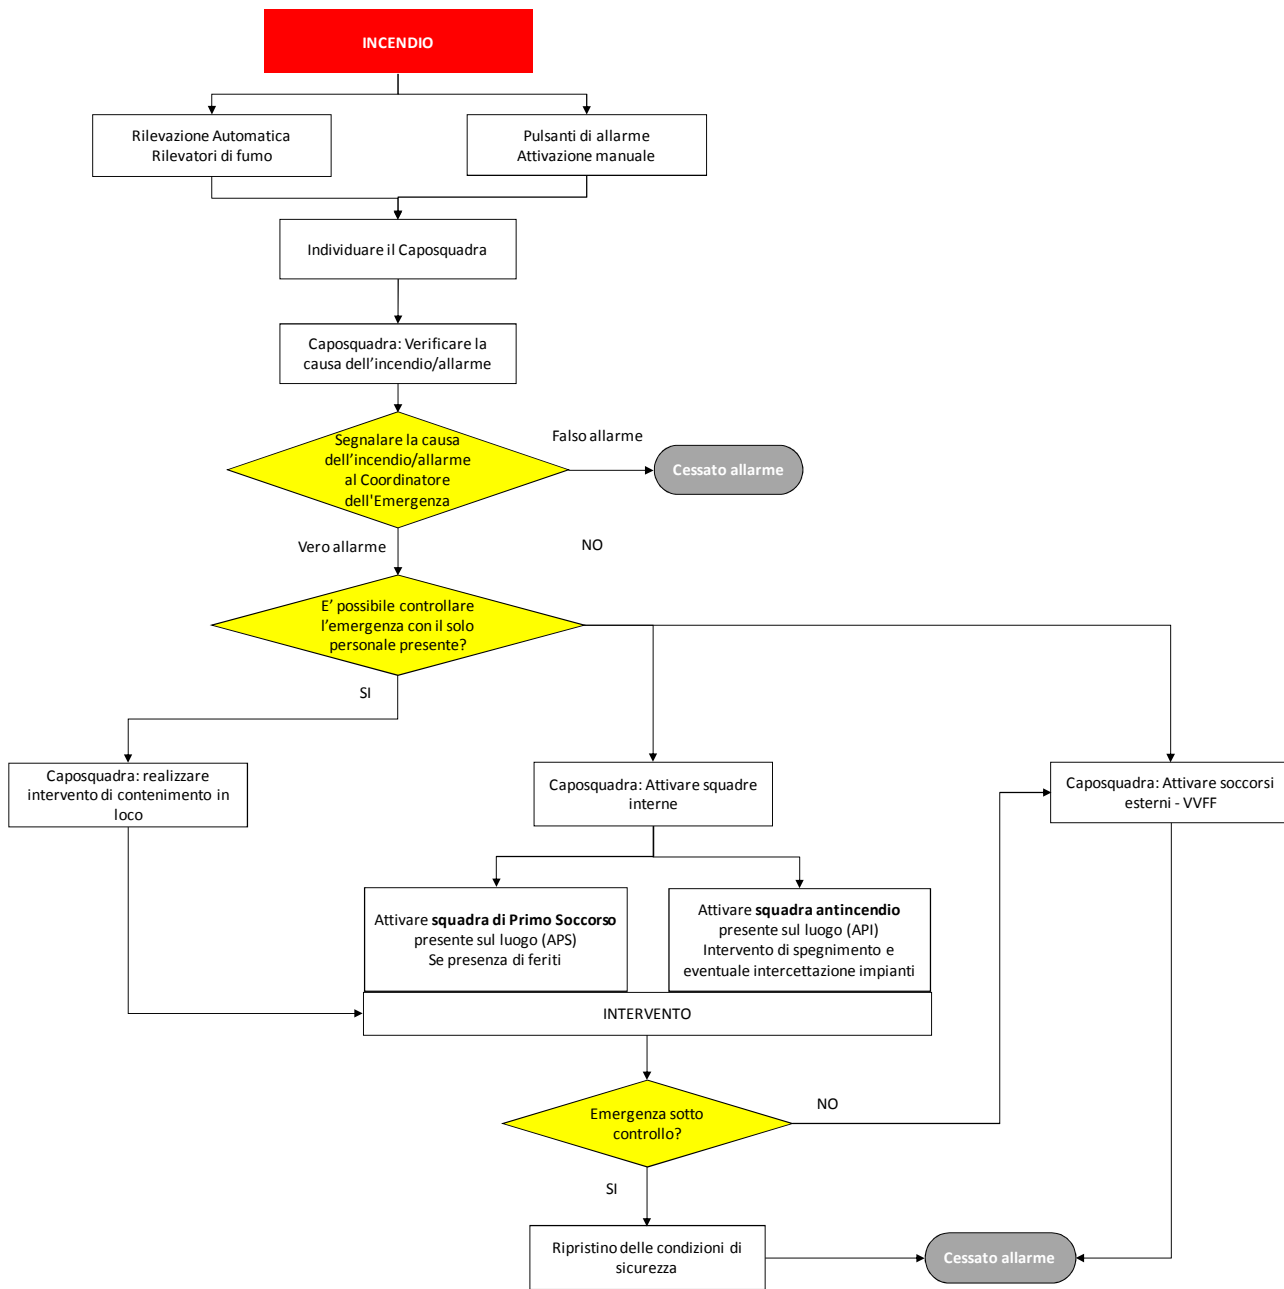 INCENDIO
Rilevazione Automatica
Rilevatori di fumo
Pulsanti di allarme
Attivazione manuale
Individuare il Caposquadra
Caposquadra: Verificare la
causa dell'incendio/allarme
Segnalare la causa
dell'incendio/allarme
al Coordinatore
dell'Emergenza
Falso allarme
Cessato allarme
Vero allarme
NO
E' possibile controllare
l'emergenza con il solo
personale presente?
SI
Caposquadra: realizzare
intervento di contenimento in
loco
Caposquadra: Attivare squadre
interne
Caposquadra: Attivare soccorsi
esterni - VVFF
Attivare squadra di Primo Soccorso
presente sul luogo (APS)
Se presenza di feriti
Attivare squadra antincendio
presente sul luogo (API)
Intervento di spegnimento e
eventuale intercettazione impianti
INTERVENTO
Emergenza sotto
controllo?
NO
SI
Ripristino delle condizioni di
sicurezza
Cessato allarme